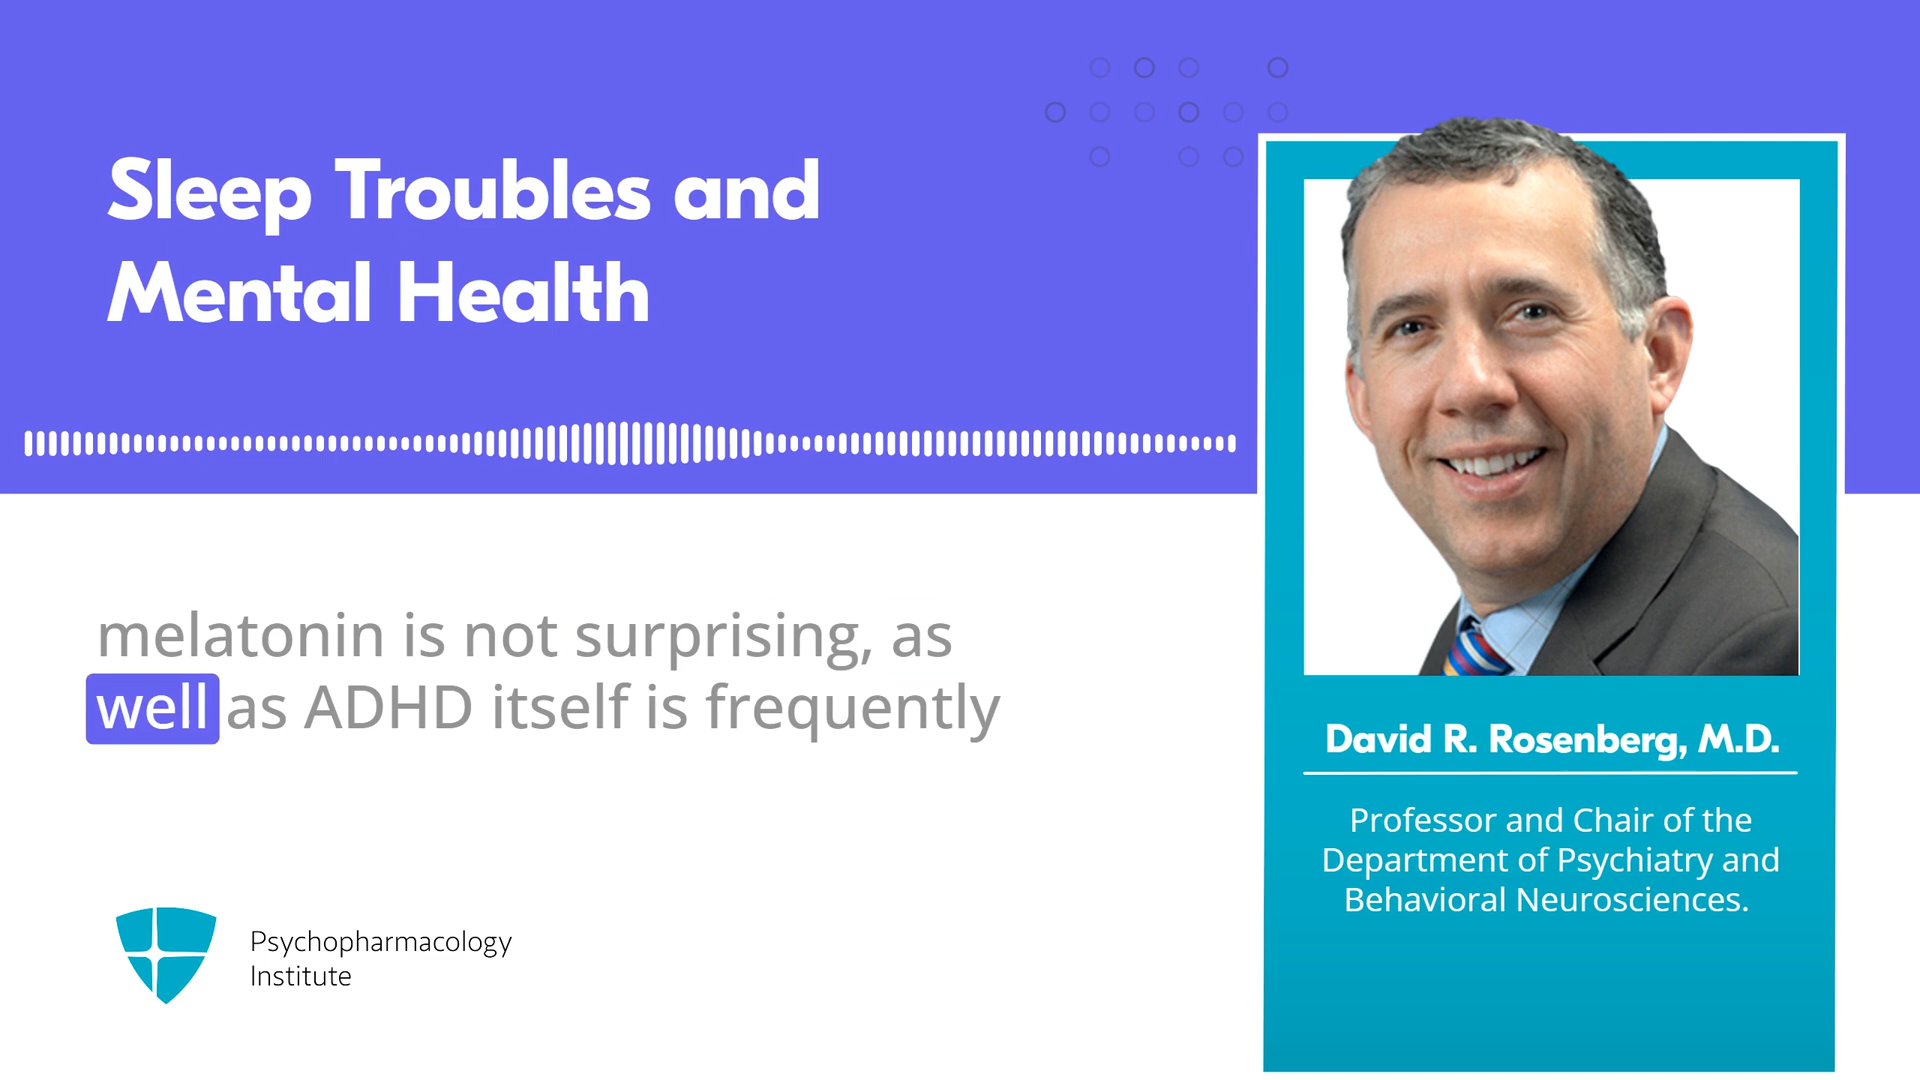 Sleep Troubles and
Mental Health
melatonin is not surprising, as
well as ADHD itself is frequently
Psychopharmacology
Institute
David R. Rosenberg, M.D.
Professor and Chair of the
Department of Psychiatry and
Behavioral Neurosciences.